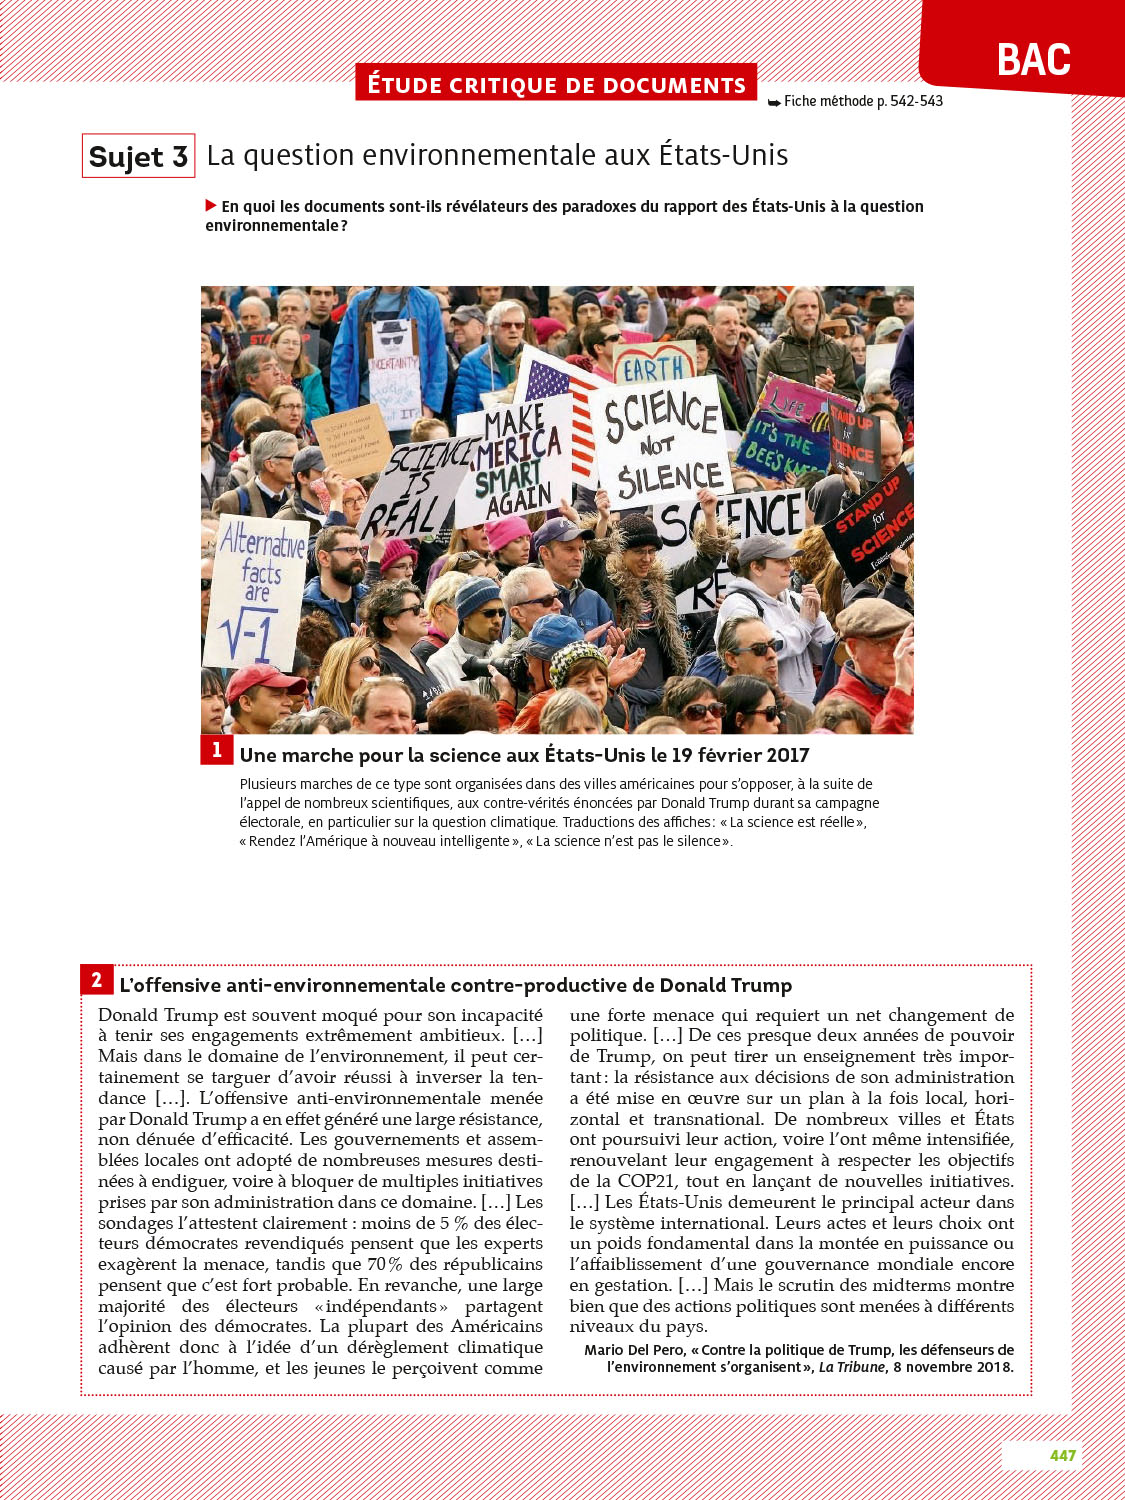 BAC
ÉTUDE CRITIQUE DE DOCUMENTS
➥ Fiche méthode p. 542-543
Sujet 3 La question environnementale aux États-Unis
▶ En quoi les documents sont-ils révélateurs des paradoxes du rapport des États-Unis à la question
environnementale ?
UNCERTAINTY
EARTH
SCIENCE
NOT
SILENCE
MAKE
AMERICA
SMART
AGAIN
SCIENCE
IS
REAL
LIFE
IT'S THE
BEE'S KNEES
STAND UP
for
SCIENCE
STAND UP
for
SCIENCE
SCIENCE
RE
Alternative
facts
are
√-1
1 Une marche pour la science aux États-Unis le 19 février 2017
Plusieurs marches de ce type sont organisées dans des villes américaines pour s'opposer, à la suite de
l'appel de nombreux scientifiques, aux contre-vérités énoncées par Donald Trump durant sa campagne
électorale, en particulier sur la question climatique. Traductions des affiches : « La science est réelle »,
« Rendez l'Amérique à nouveau intelligente », « La science n'est pas le silence ».
2 L'offensive anti-environnementale contre-productive de Donald Trump
Donald Trump est souvent moqué pour son incapacité
à tenir ses engagements extrêmement ambitieux. […]
Mais dans le domaine de l'environnement, il peut cer-
tainement se targuer d'avoir réussi à inverser la ten-
dance […]. L'offensive anti-environnementale menée
par Donald Trump a en effet généré une large résistance,
non dénuée d'efficacité. Les gouvernements et assem-
blées locales ont adopté de nombreuses mesures desti-
nées à endiguer, voire à bloquer de multiples initiatives
prises par son administration dans ce domaine. […] Les
sondages l'attestent clairement : moins de 5 % des élec-
teurs démocrates revendiqués pensent que les experts
exagèrent la menace, tandis que 70 % des républicains
pensent que c'est fort probable. En revanche, une large
majorité des électeurs « indépendants » partagent
l'opinion des démocrates. La plupart des Américains
adhèrent donc à l'idée d'un dérèglement climatique
causé par l'homme, et les jeunes le perçoivent comme
une forte menace qui requiert un net changement de
politique. […] De ces presque deux années de pouvoir
de Trump, on peut tirer un enseignement très impor-
tant : la résistance aux décisions de son administration
a été mise en œuvre sur un plan à la fois local, hori-
zontal et transnational. De nombreux villes et États
ont poursuivi leur action, voire l'ont même intensifiée,
renouvelant leur engagement à respecter les objectifs
de la COP21, tout en lançant de nouvelles initiatives.
[…] Les États-Unis demeurent le principal acteur dans
le système international. Leurs actes et leurs choix ont
un poids fondamental dans la montée en puissance ou
l'affaiblissement d'une gouvernance mondiale encore
en gestation. […] Mais le scrutin des midterms montre
bien que des actions politiques sont menées à différents
niveaux du pays.
Mario Del Pero, « Contre la politique de Trump, les défenseurs de
l'environnement s'organisent », La Tribune, 8 novembre 2018.
447